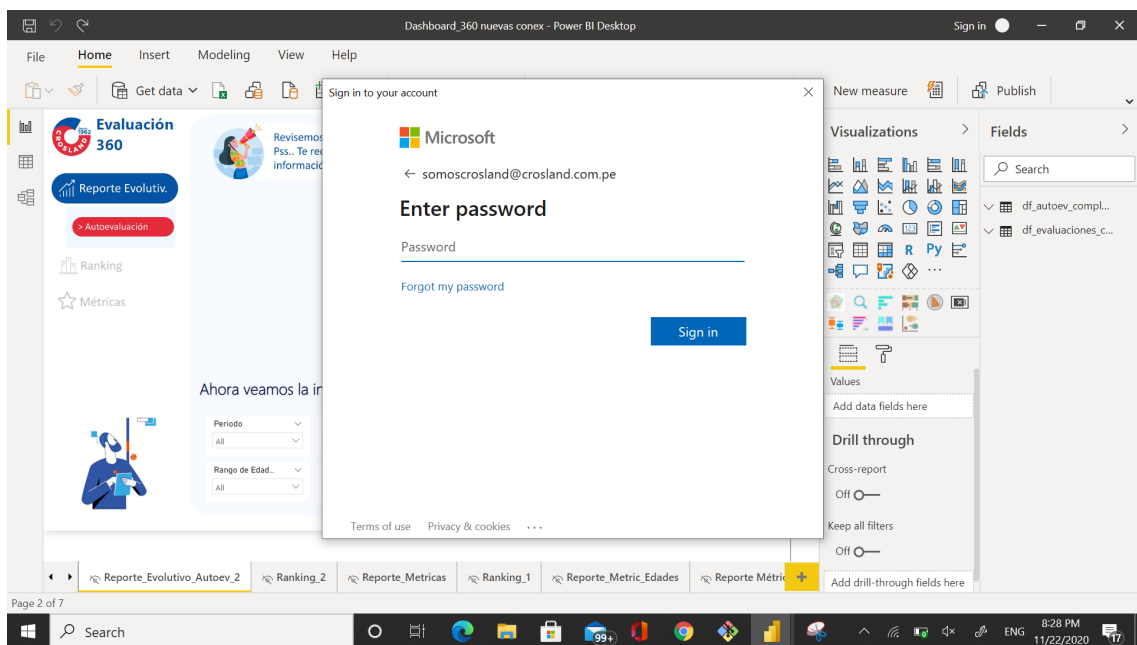 Dashboard_360 nuevas conex - Power BI Desktop
Sign in
File Home Insert Modeling View Help
Get data
New measure
Publish
CROSLAND
1962
Evaluación
360
Reporte Evolutiv.
> Autoevaluación
Ranking
Métricas
Revisemos
Pss.. Te re
informació
Ahora veamos la in
Periodo
All
Rango de Edad..
All
Sign in to your account
Microsoft
somoscrosland@crosland.com.pe
Enter password
Password
Forgot my password
Sign in
Terms of use Privacy & cookies ...
Visualizations
R Py
123
...
Values
Add data fields here
Drill through
Cross-report
Off
Keep all filters
Off
Add drill-through fields here
Fields
Search
df_autoev_compl...
df_evaluaciones_c...
Reporte_Evolutivo_Autoev_2 Ranking_2 Reporte_Metricas Ranking_1 Reporte_Metric_Edades Reporte Métric +
Page 2 of 7
Search
99+
ENG
8:28 PM
11/22/2020
17